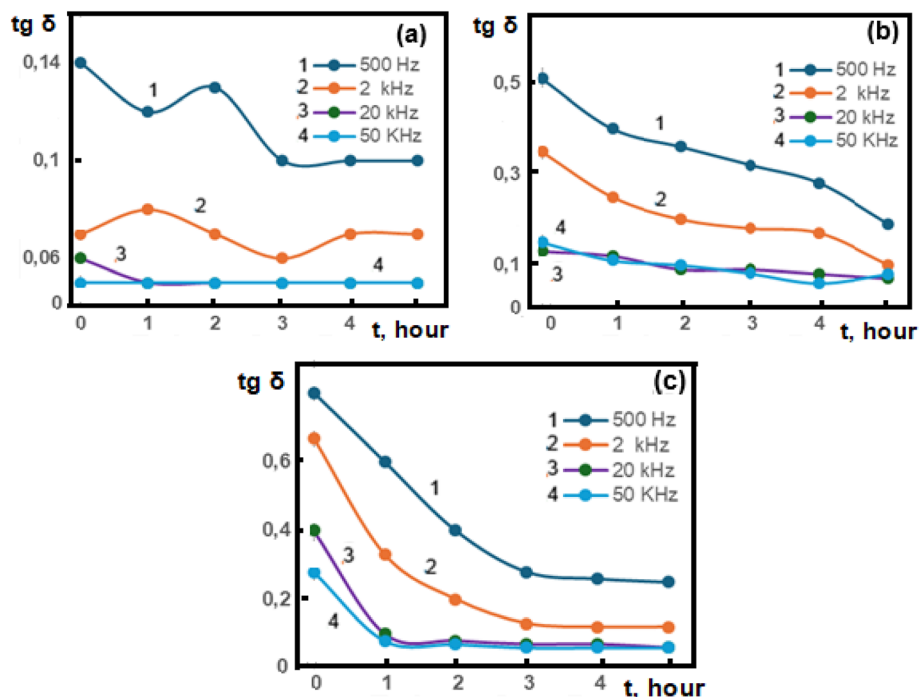 tg δ
(a)
0,14
0,1
0,06
0
1 500 Hz
2 2 kHz
3 20 kHz
4 50 KHz
1
2
3
4
0 1 2 3 4 t, hour
tg δ
(b)
0,5
0,3
0,1
0
1 500 Hz
2 2 kHz
3 20 kHz
4 50 KHz
1
2
4
3
0 1 2 3 4 t, hour
tg δ
(c)
0,6
0,4
0,2
0
1 500 Hz
2 2 kHz
3 20 kHz
4 50 KHz
1
2
3
4
0 1 2 3 4 t, hour